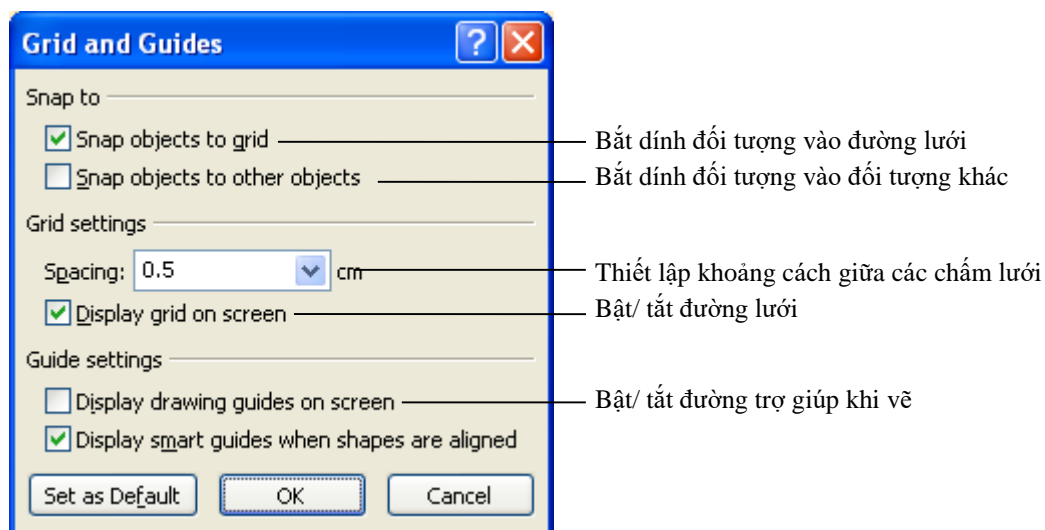 Grid and Guides
Snap to
Snap objects to grid
Bắt dính đối tượng vào đường lưới
Snap objects to other objects
Bắt dính đối tượng vào đối tượng khác
Grid settings
Spacing: 0.5 cm
Thiết lập khoảng cách giữa các chấm lưới
Display grid on screen
Bật/ tắt đường lưới
Guide settings
Display drawing guides on screen
Bật/ tắt đường trợ giúp khi vẽ
Display smart guides when shapes are aligned
Set as Default OK Cancel